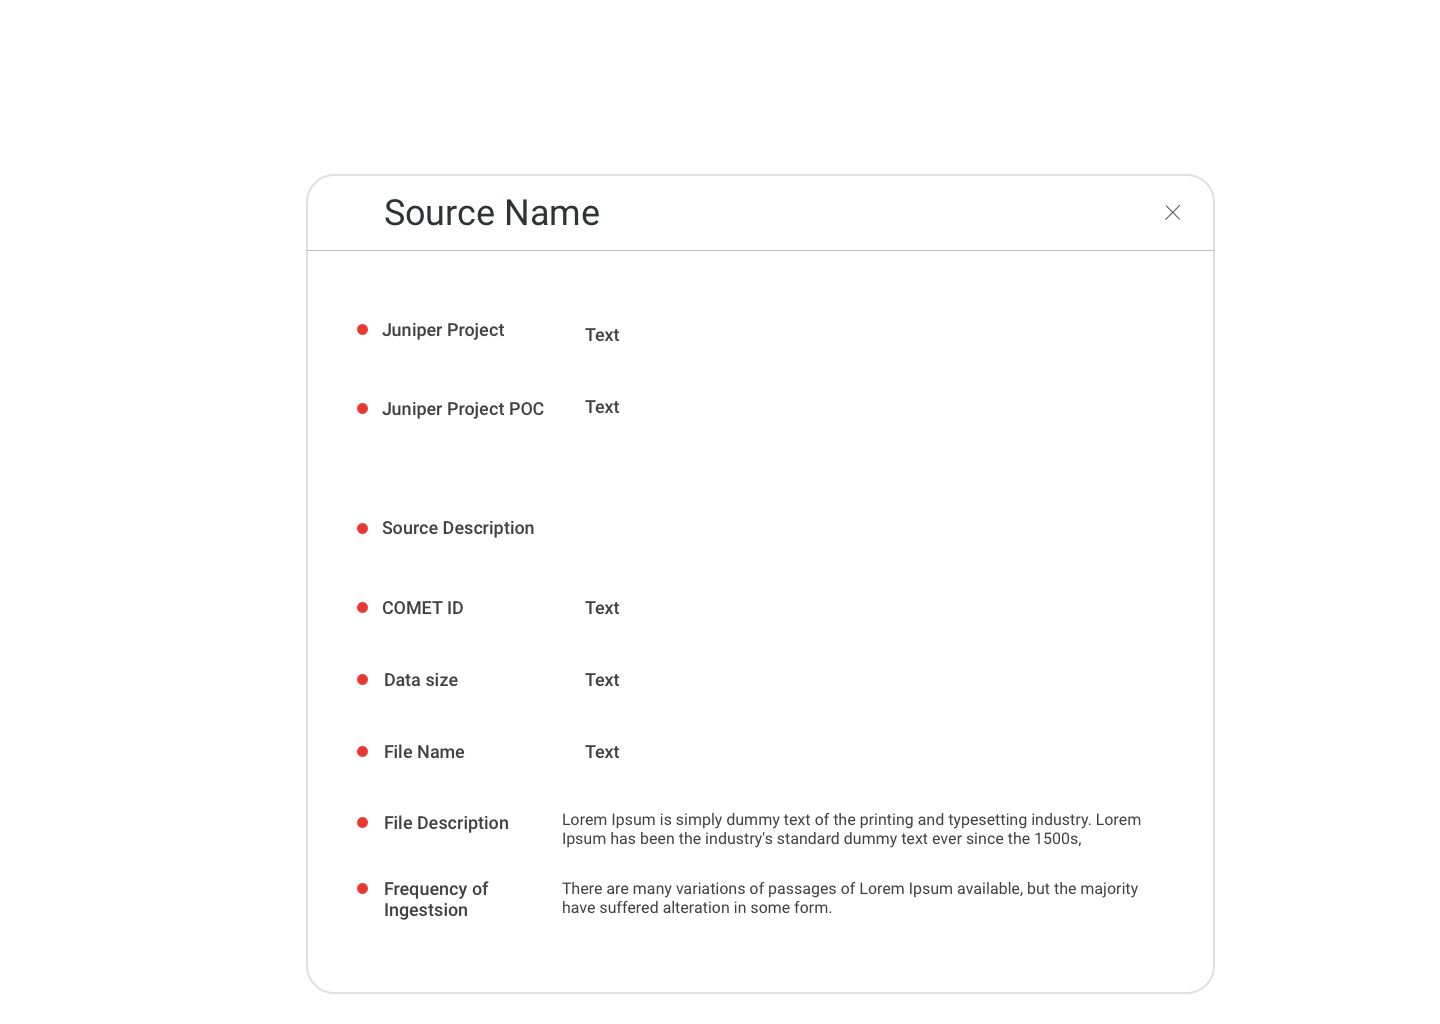 Source Name
Juniper Project
Text
Juniper Project POC
Text
Source Description
COMET ID
Text
Data size
Text
File Name
Text
File Description
Lorem Ipsum is simply dummy text of the printing and typesetting industry. Lorem
Ipsum has been the industry's standard dummy text ever since the 1500s,
Frequency of
Ingestsion
There are many variations of passages of Lorem Ipsum available, but the majority
have suffered alteration in some form.